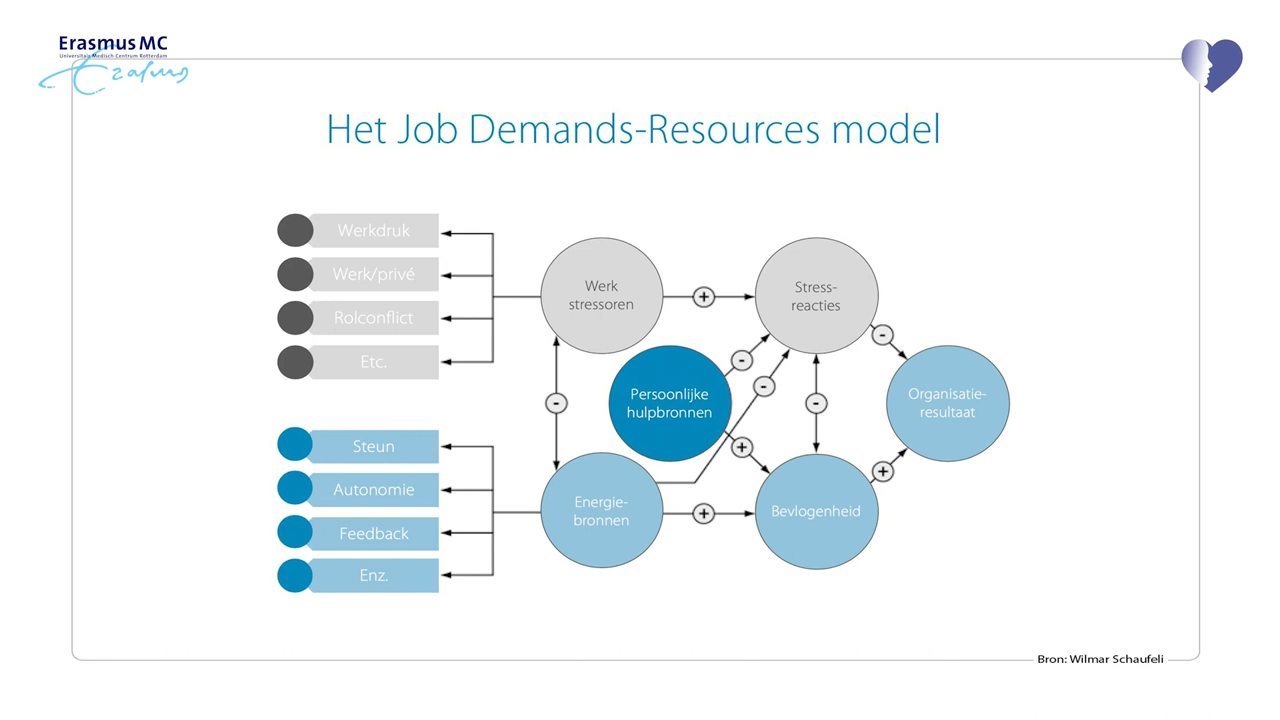 Erasmus MC
Universitair Medisch Centrum Rotterdam
Erasmus
Het Job Demands-Resources model
Werkdruk
Werk/privé
Rolconflict
Etc.
Werk
stressoren
+
Stress-
reacties
-
-
-
Persoonlijke
hulpbronnen
-
-
Organisatie-
resultaat
+
+
Steun
Autonomie
Feedback
Enz.
Energie-
bronnen
+
Bevlogenheid
Bron: Wilmar Schaufeli